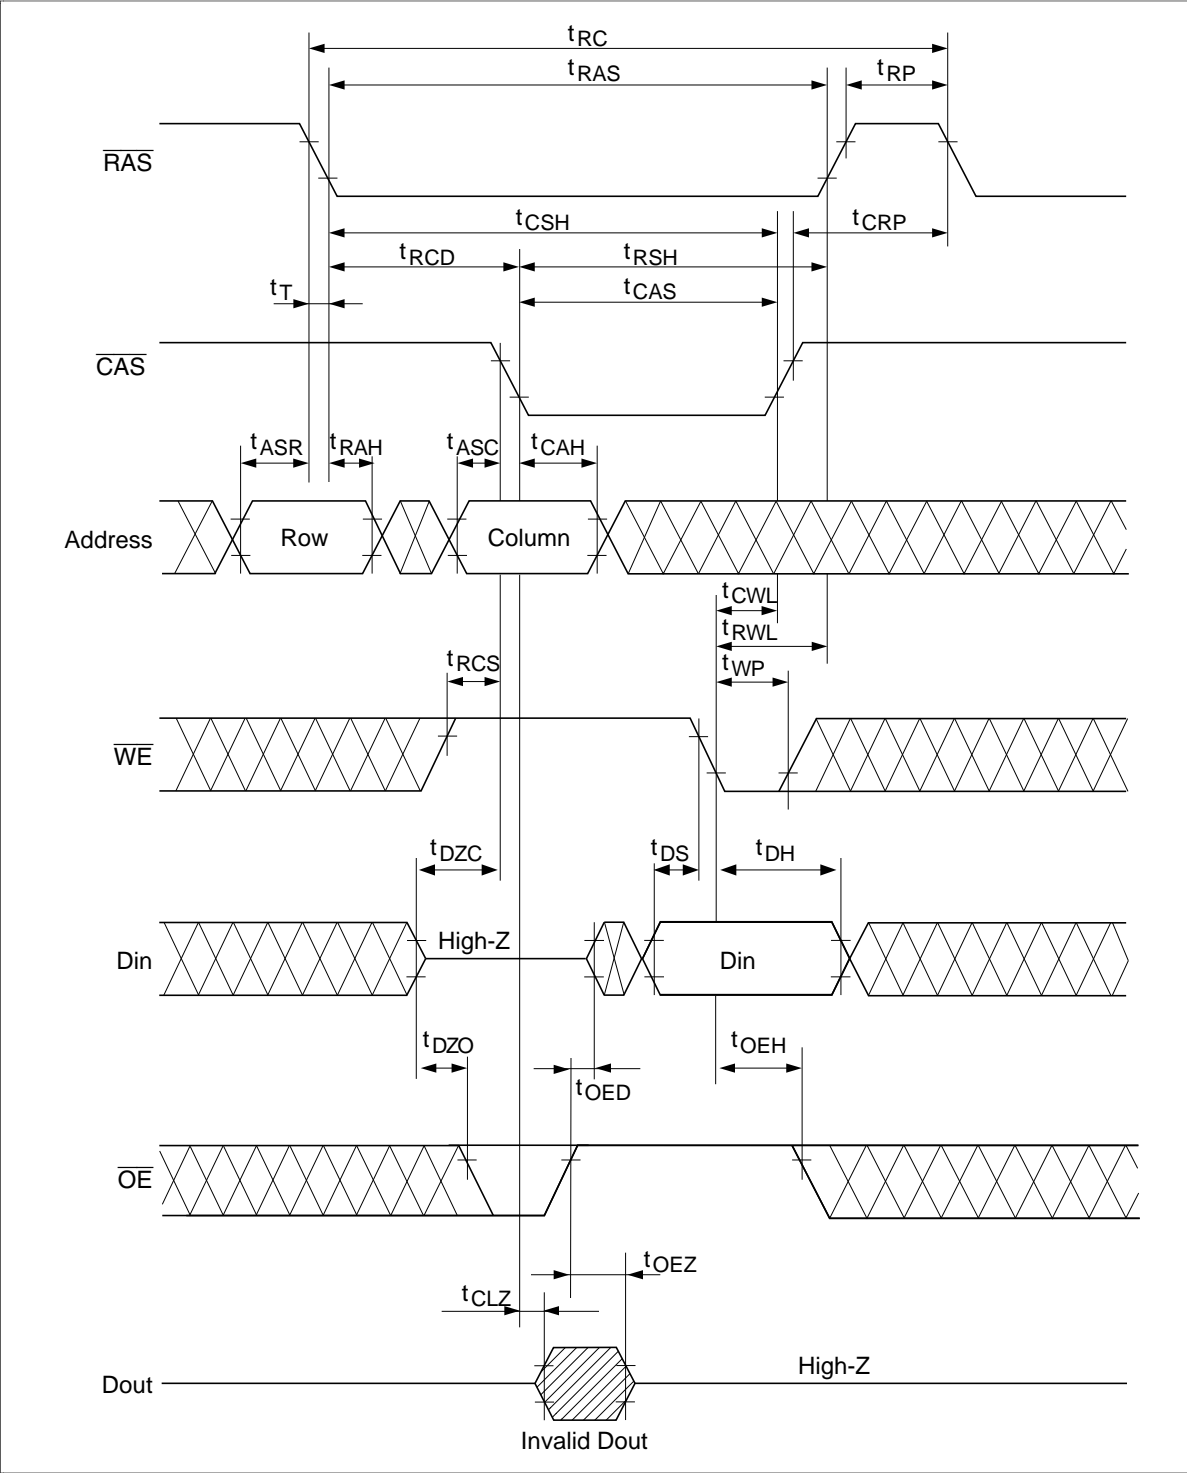 tRC
tRAS
tRP
RAS
tCSH
tCRP
tRCD
tRSH
tT
tCAS
CAS
tASR
tRAH
tASC
tCAH
Address
Row
Column
tCWL
tRWL
tRCS
tWP
WE
tDZC
tDS
tDH
High-Z
Din
Din
tDZO
tOEH
tOED
OE
tOEZ
tCLZ
High-Z
Dout
Invalid Dout